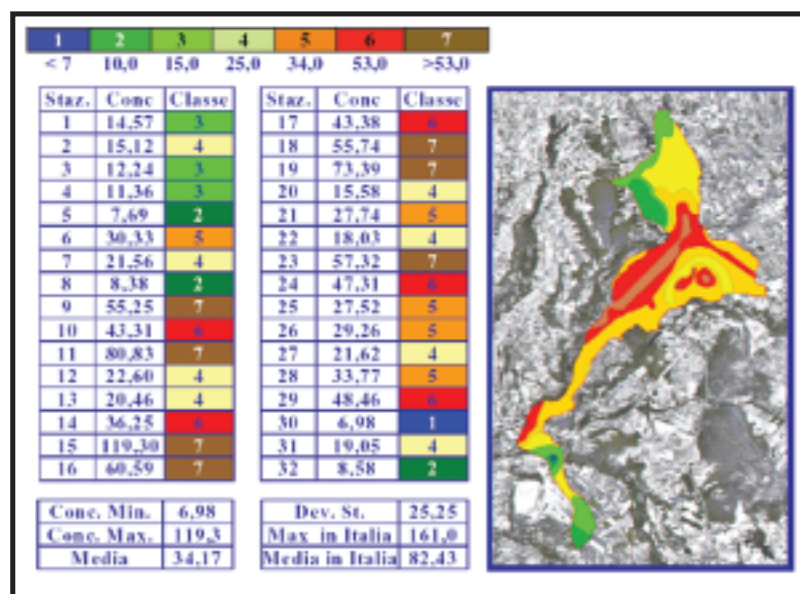 1 2 3 4 5 6 7
< 7 10,0 15,0 25,0 34,0 53,0 >53,0
Staz. Conc Classe
1 14,57 3
2 15,12 4
3 12,24 3
4 11,36 3
5 7,69 2
6 30,33 5
7 21,56 4
8 8,38 2
9 55,25 7
10 43,31 6
11 80,83 7
12 22,60 4
13 20,46 4
14 36,25 6
15 119,30 7
16 60,59 7
Staz. Conc Classe
17 43,38 6
18 55,74 7
19 73,39 7
20 15,58 4
21 27,74 5
22 18,03 4
23 57,32 7
24 47,31 6
25 27,52 5
26 29,26 5
27 21,62 4
28 33,77 5
29 48,46 6
30 6,98 1
31 19,05 4
32 8,58 2
Conc. Min. 6,98
Conc. Max. 119,3
Media 34,17
Dev. St. 25,25
Max in Italia 161,0
Media in Italia 82,43